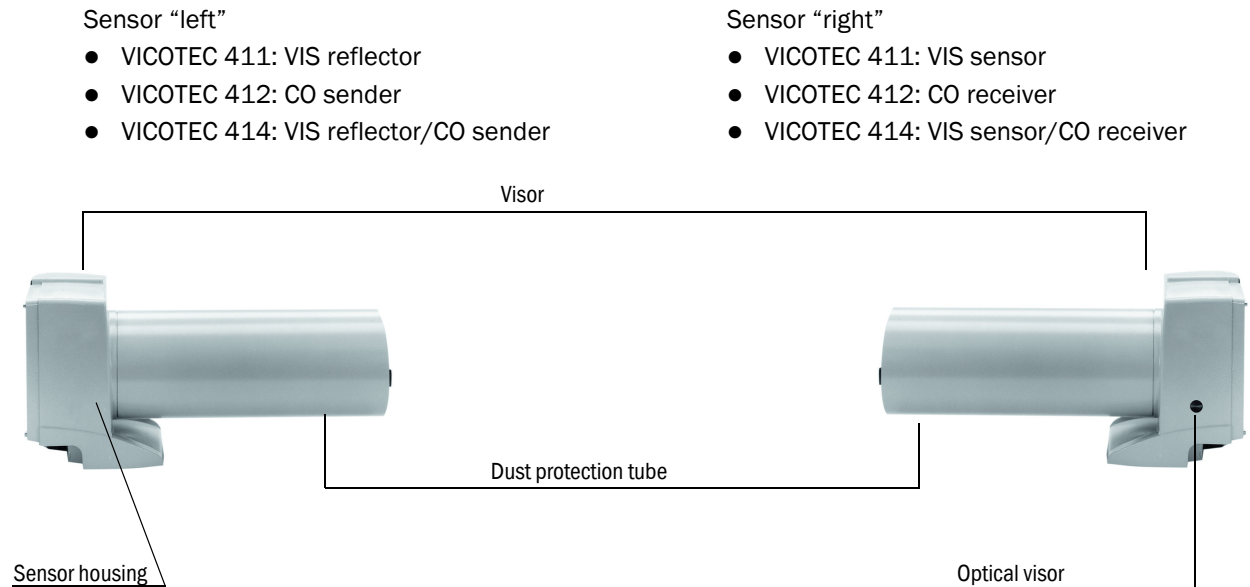 Sensor “left”
● VICOTEC 411: VIS reflector
● VICOTEC 412: CO sender
● VICOTEC 414: VIS reflector/CO sender
Sensor “right”
● VICOTEC 411: VIS sensor
● VICOTEC 412: CO receiver
● VICOTEC 414: VIS sensor/CO receiver
Visor
Dust protection tube
Sensor housing
Optical visor